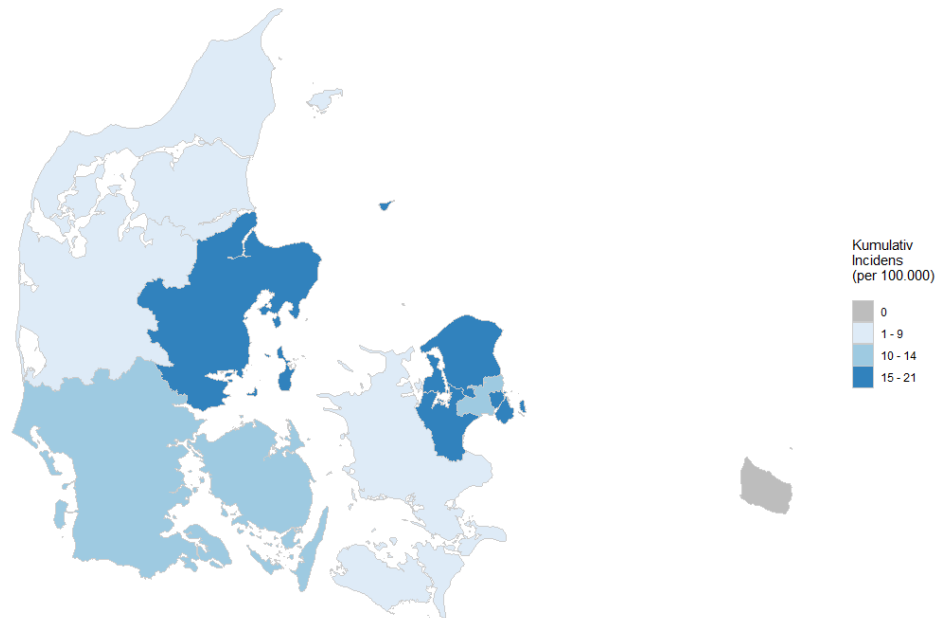 Kumulativ
Incidens
(per 100.000)
0
1 - 9
10 - 14
15 - 21